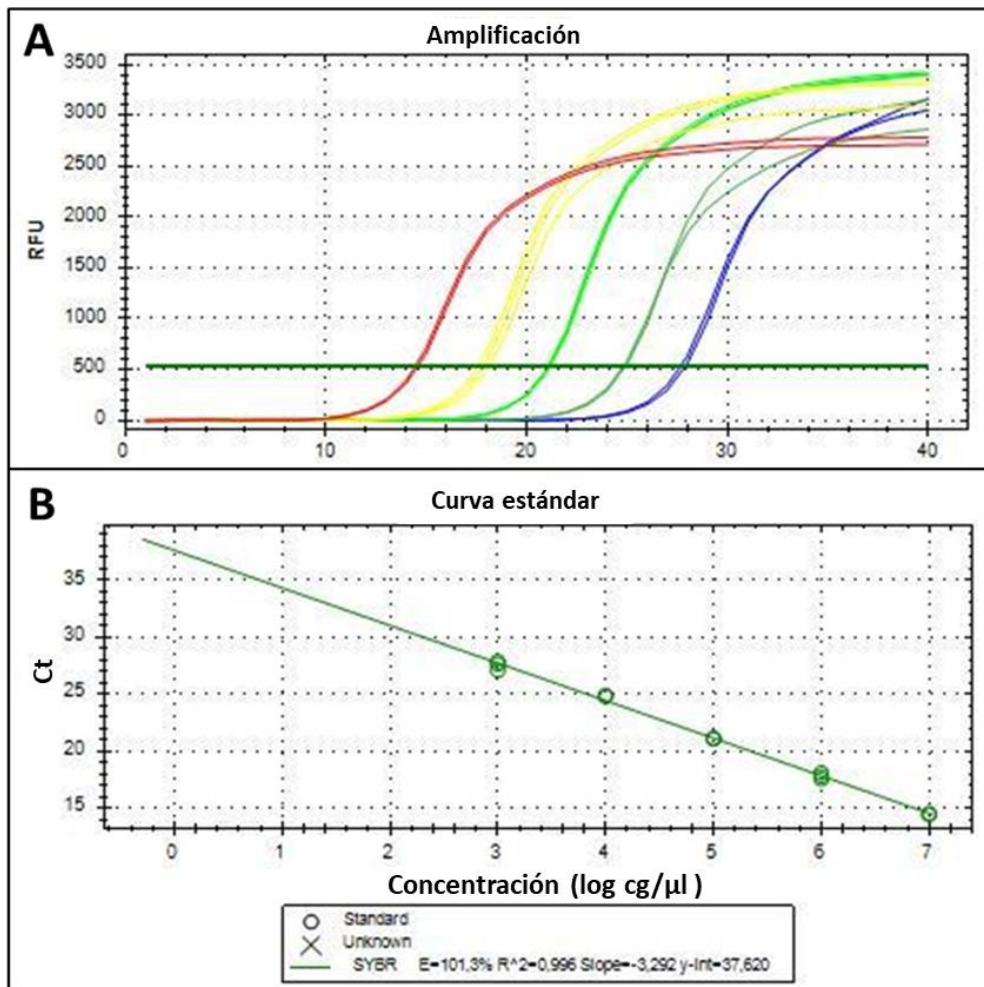 A
Amplificación
3500
3000
2500
2000
1500
1000
500
0
RFU
0 10 20 30 40
B
Curva estándar
35
30
25
20
15
Ct
0 1 2 3 4 5 6 7
Concentración (log cg/µl )
Standard
Unknown
SYBR E=101,3% R^2=0,996 Slope=-3,292 y-Int=37,620